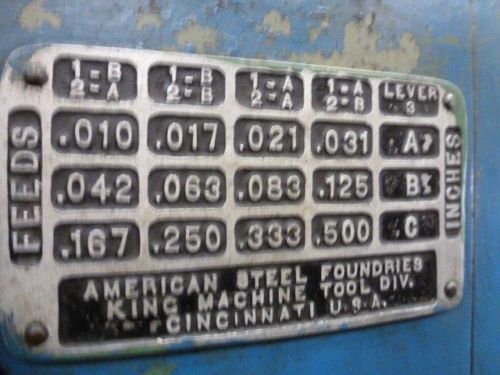 1=B 1=B 1=A 1=A LEVER
2=A 2=B 2=A 2=B 3
FEEDS
.010 .017 .021 .031 A
.042 .063 .083 .125 B
.167 .250 .333 .500 C
INCHES
AMERICAN STEEL FOUNDRIES
KING MACHINE TOOL DIV.
CINCINNATI U.S.A.